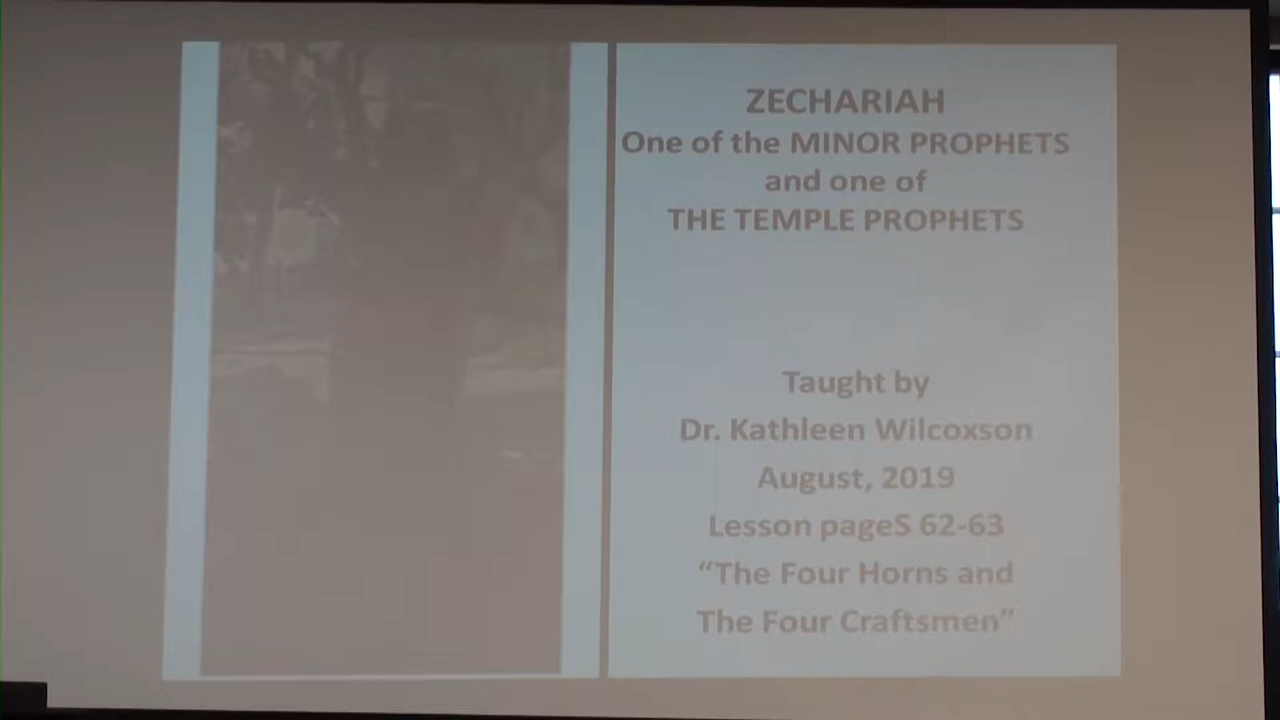 ZECHARIAH
One of the MINOR PROPHETS
and one of
THE TEMPLE PROPHETS
Taught by
Dr. Kathleen Wilcoxson
August, 2019
Lesson pageS 62-63
“The Four Horns and
The Four Craftsmen”